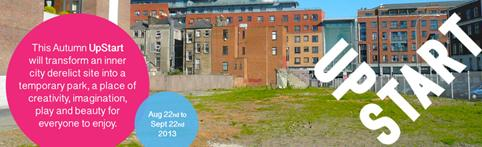 This Autumn UpStart
will transform an inner
city derelict site into a
temporary park, a place of
creativity, imagination,
play and beauty for
everyone to enjoy.
Aug 22nd to
Sept 22nd
2013
UP
START